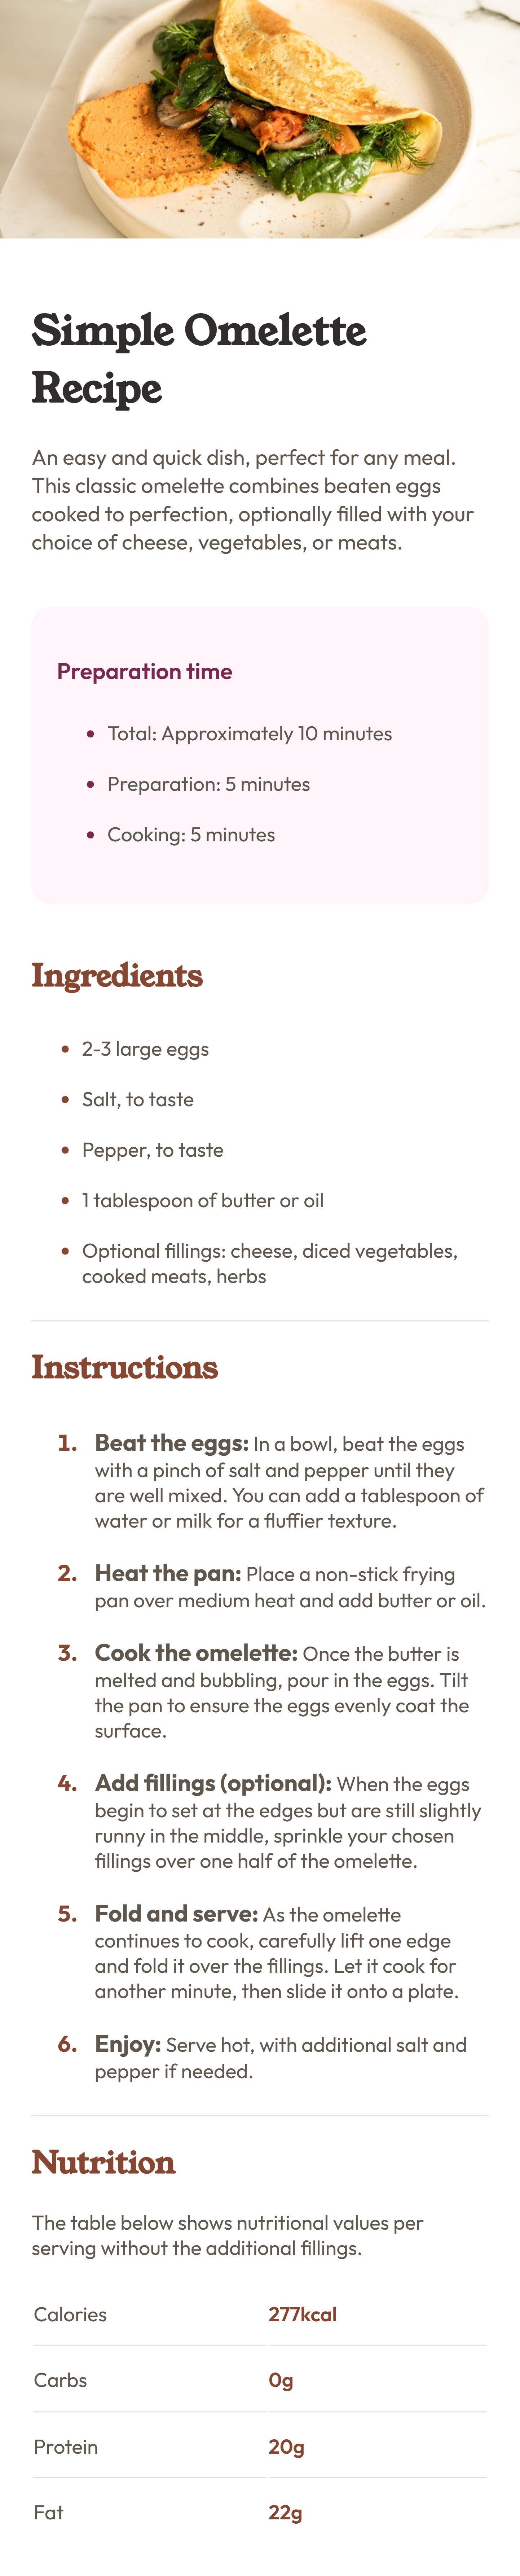 Simple Omelette
Recipe
An easy and quick dish, perfect for any meal.
This classic omelette combines beaten eggs
cooked to perfection, optionally filled with your
choice of cheese, vegetables, or meats.
Preparation time
• Total: Approximately 10 minutes
• Preparation: 5 minutes
• Cooking: 5 minutes
Ingredients
• 2-3 large eggs
• Salt, to taste
• Pepper, to taste
• 1 tablespoon of butter or oil
• Optional fillings: cheese, diced vegetables,
cooked meats, herbs
Instructions
1. Beat the eggs: In a bowl, beat the eggs
with a pinch of salt and pepper until they
are well mixed. You can add a tablespoon of
water or milk for a fluffier texture.
2. Heat the pan: Place a non-stick frying
pan over medium heat and add butter or oil.
3. Cook the omelette: Once the butter is
melted and bubbling, pour in the eggs. Tilt
the pan to ensure the eggs evenly coat the
surface.
4. Add fillings (optional): When the eggs
begin to set at the edges but are still slightly
runny in the middle, sprinkle your chosen
fillings over one half of the omelette.
5. Fold and serve: As the omelette
continues to cook, carefully lift one edge
and fold it over the fillings. Let it cook for
another minute, then slide it onto a plate.
6. Enjoy: Serve hot, with additional salt and
pepper if needed.
Nutrition
The table below shows nutritional values per
serving without the additional fillings.
Calories 277kcal
Carbs 0g
Protein 20g
Fat 22g